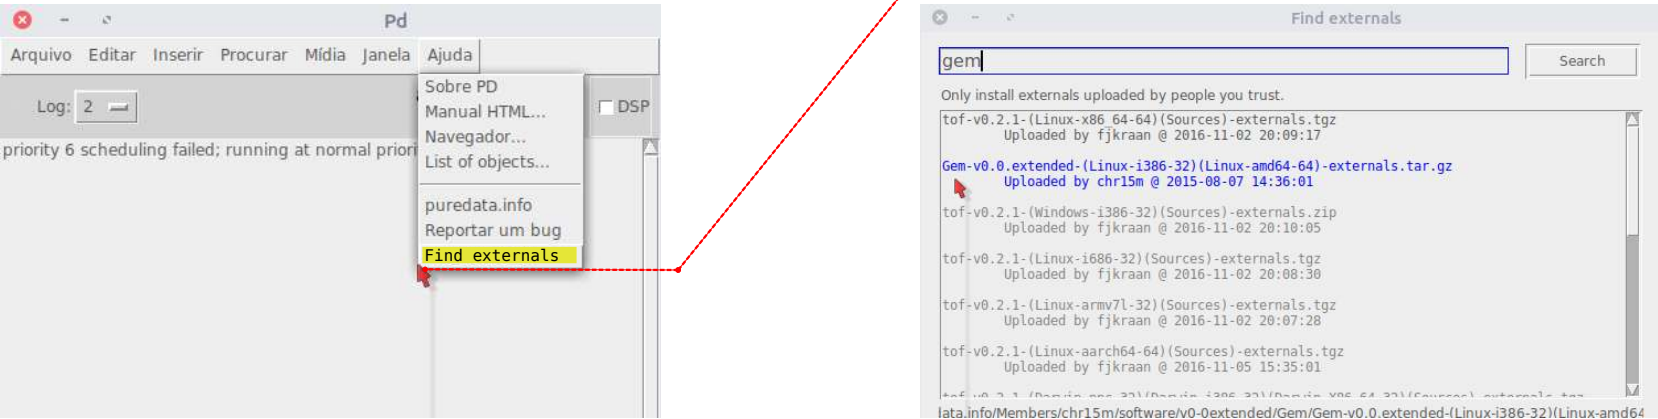 Pd
Arquivo Editar Inserir Procurar Mídia Janela Ajuda
Log: 2
DSP
priority 6 scheduling failed; running at normal
Sobre PD
Manual HTML...
Navegador...
List of objects...
puredata.info
Reportar um bug
Find externals
Find externals
gem
Search
Only install externals uploaded by people you trust.
tof-v0.2.1-(Linux-x86_64-64)(Sources)-externals.tgz
Uploaded by fjkraan @ 2016-11-02 20:09:17
Gem-v0.0.extended-(Linux-i386-32)(Linux-amd64-64)-externals.tar.gz
Uploaded by chr15m @ 2015-08-07 14:36:01
tof-v0.2.1-(Windows-i386-32)(Sources)-externals.zip
Uploaded by fjkraan @ 2016-11-02 20:10:05
tof-v0.2.1-(Linux-i686-32)(Sources)-externals.tgz
Uploaded by fjkraan @ 2016-11-02 20:08:30
tof-v0.2.1-(Linux-armv7l-32)(Sources)-externals.tgz
Uploaded by fjkraan @ 2016-11-02 20:07:28
tof-v0.2.1-(Linux-aarch64-64)(Sources)-externals.tgz
Uploaded by fjkraan @ 2016-11-05 15:35:01
data.info/Members/chr15m/software/v0-0extended/Gem/Gem-v0.0.extended-(Linux-i386-32)(Linux-amd64